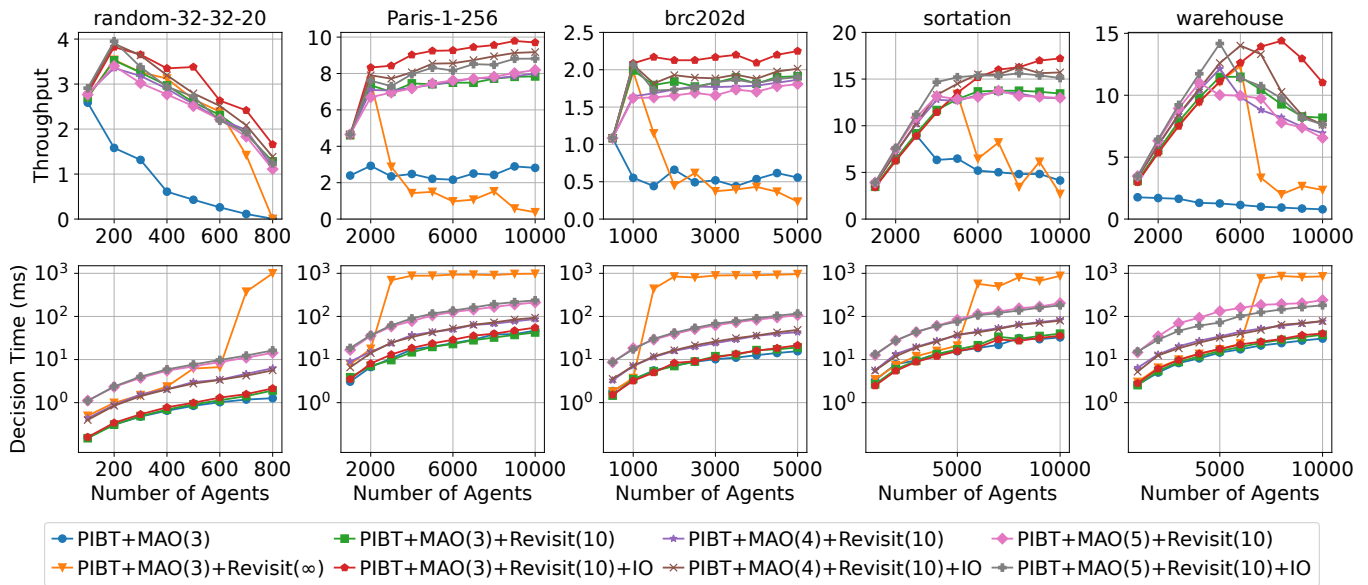 random-32-32-20 Paris-1-256 brc202d sortation warehouse
Throughput
4
3
2
1
0
200 400 600 800
10
8
6
4
2
0
2000 6000 10000
2.5
2.0
1.5
1.0
0.5
0.0
1000 3000 5000
20
15
10
5
0
2000 6000 10000
15
10
5
0
2000 6000 10000
Decision Time (ms)
10³
10²
10¹
10⁰
200 400 600 800
Number of Agents
10³
10²
10¹
10⁰
2000 6000 10000
Number of Agents
10³
10²
10¹
10⁰
1000 3000 5000
Number of Agents
10³
10²
10¹
10⁰
5000 10000
Number of Agents
10³
10²
10¹
10⁰
5000 10000
Number of Agents
PIBT+MAO(3) PIBT+MAO(3)+Revisit(10) PIBT+MAO(4)+Revisit(10) PIBT+MAO(5)+Revisit(10)
PIBT+MAO(3)+Revisit(∞) PIBT+MAO(3)+Revisit(10)+IO PIBT+MAO(4)+Revisit(10)+IO PIBT+MAO(5)+Revisit(10)+IO